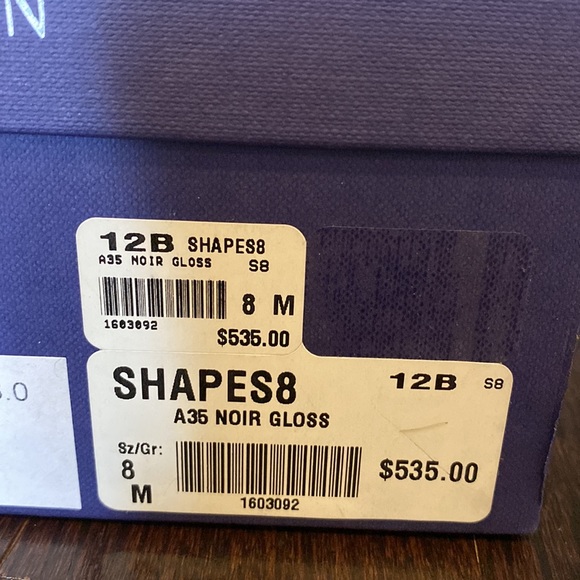 N
12B SHAPES8
A35 NOIR GLOSS S8
8 M
1603092
$535.00
.0
SHAPES8 12B S8
A35 NOIR GLOSS
Sz/Gr:
8
M
$535.00
1603092